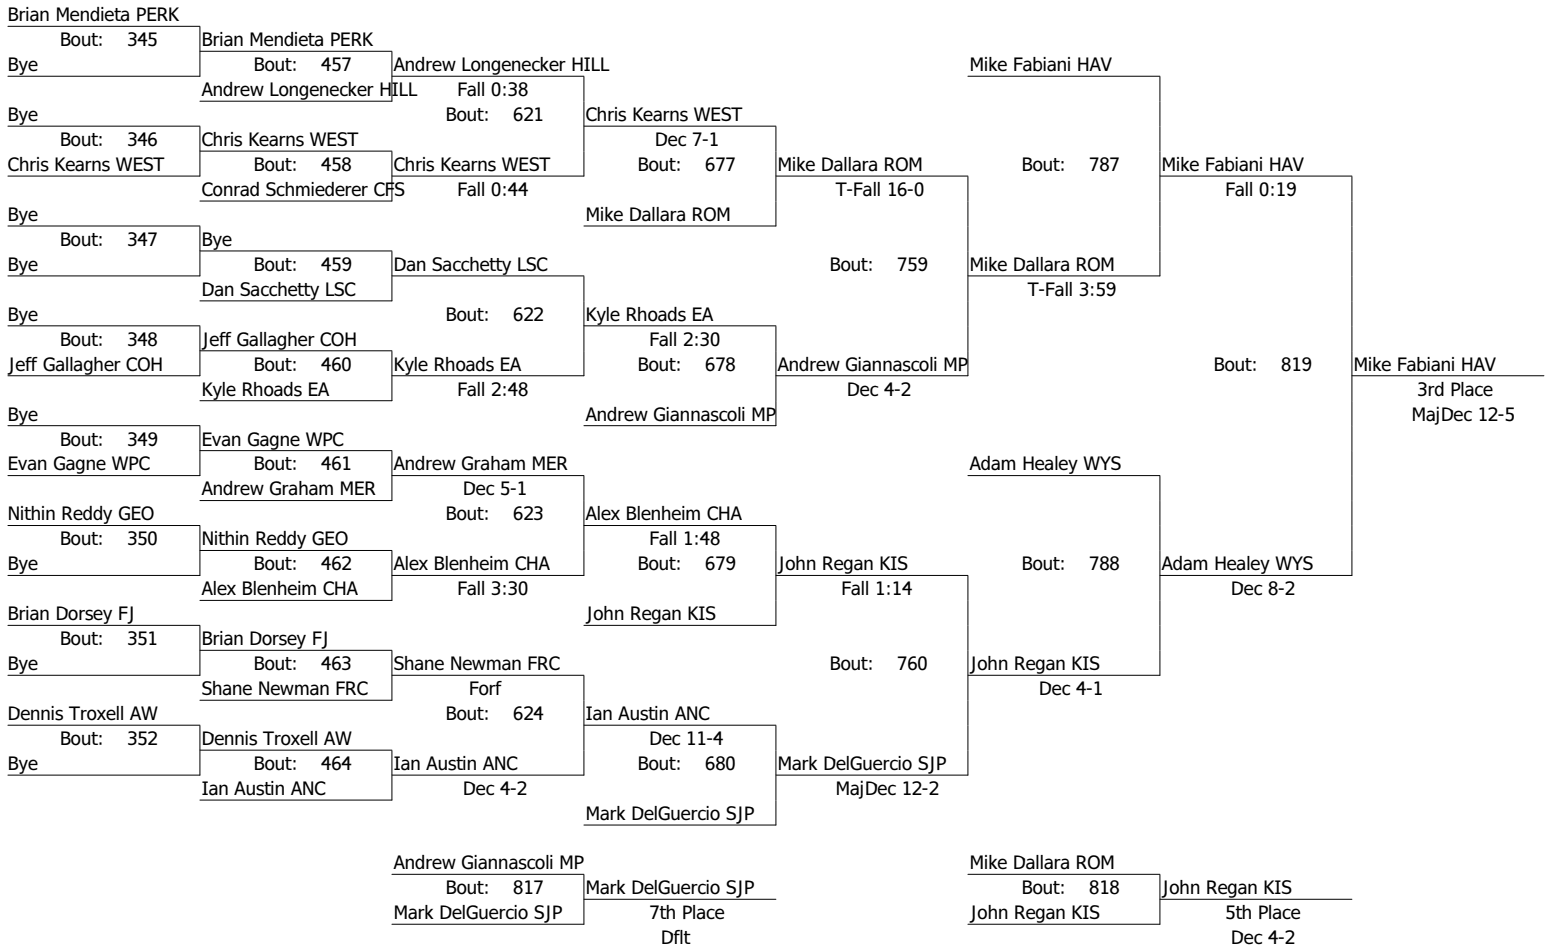 Brian Mendieta PERK
Bout: 345
Brian Mendieta PERK
Bye
Bout: 457
Andrew Longenecker HILL
Mike Fabiani HAV
Andrew Longenecker HILL
Fall 0:38
Bye
Bout: 621
Chris Kearns WEST
Bout: 346
Chris Kearns WEST
Dec 7-1
Chris Kearns WEST
Bout: 458
Chris Kearns WEST
Bout: 677
Mike Dallara ROM
Bout: 787
Mike Fabiani HAV
Conrad Schmiederer CFS
Fall 0:44
T-Fall 16-0
Fall 0:19
Bye
Mike Dallara ROM
Bout: 347
Bye
Bye
Bout: 459
Dan Sacchetty LSC
Bout: 759
Mike Dallara ROM
Dan Sacchetty LSC
T-Fall 3:59
Bye
Bout: 622
Kyle Rhoads EA
Bout: 348
Jeff Gallagher COH
Fall 2:30
Jeff Gallagher COH
Bout: 460
Kyle Rhoads EA
Bout: 678
Andrew Giannascoli MP
Bout: 819
Mike Fabiani HAV
Kyle Rhoads EA
Fall 2:48
Dec 4-2
3rd Place
Bye
Andrew Giannascoli MP
MajDec 12-5
Bout: 349
Evan Gagne WPC
Evan Gagne WPC
Bout: 461
Andrew Graham MER
Adam Healey WYS
Andrew Graham MER
Dec 5-1
Nithin Reddy GEO
Bout: 623
Alex Blenheim CHA
Bout: 350
Nithin Reddy GEO
Fall 1:48
Bye
Bout: 462
Alex Blenheim CHA
Bout: 679
John Regan KIS
Bout: 788
Adam Healey WYS
Alex Blenheim CHA
Fall 3:30
Fall 1:14
Dec 8-2
Brian Dorsey FJ
John Regan KIS
Bout: 351
Brian Dorsey FJ
Bye
Bout: 463
Shane Newman FRC
Bout: 760
John Regan KIS
Shane Newman FRC
Forf
Dec 4-1
Dennis Troxell AW
Bout: 624
Ian Austin ANC
Bout: 352
Dennis Troxell AW
Dec 11-4
Bye
Bout: 464
Ian Austin ANC
Bout: 680
Mark DelGuercio SJP
Ian Austin ANC
Dec 4-2
MajDec 12-2
Mark DelGuercio SJP
Andrew Giannascoli MP
Mike Dallara ROM
Bout: 817
Mark DelGuercio SJP
Bout: 818
John Regan KIS
Mark DelGuercio SJP
7th Place
John Regan KIS
5th Place
Dflt
Dec 4-2